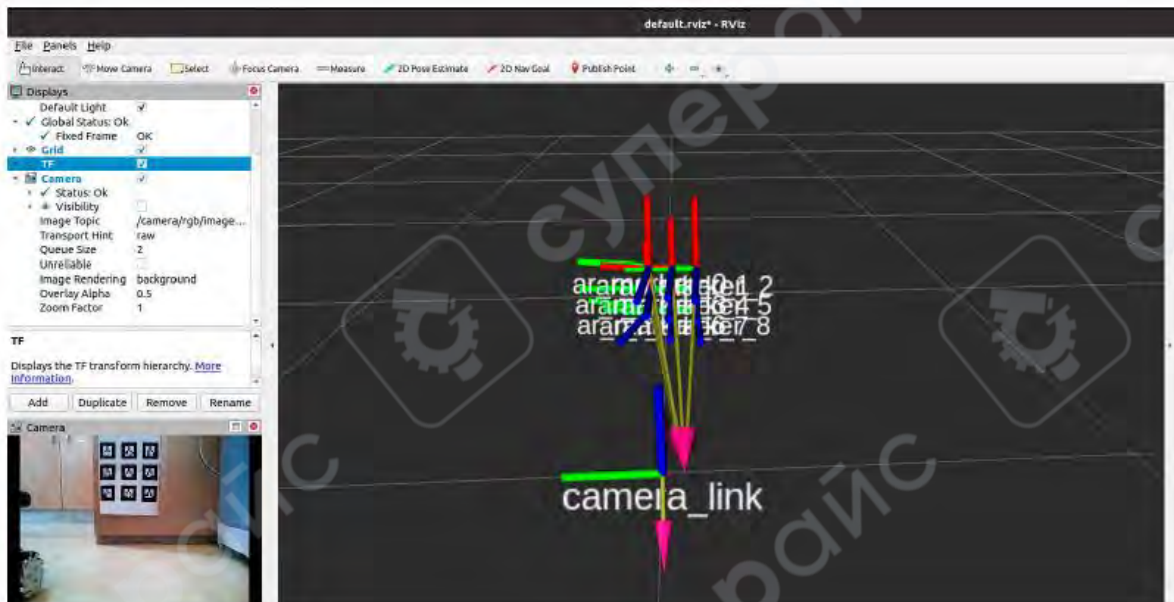 default.rviz* - RViz
File Panels Help
Interact Move Camera Select Focus Camera Measure 2D Pose Estimate 2D Nav Goal Publish Point
Displays
Default Light
Global Status: Ok
Fixed Frame OK
Grid
TF
Camera
Status: Ok
Visibility
Image Topic /camera/rgb/image...
Transport Hint raw
Queue Size 2
Unreliable
Image Rendering background
Overlay Alpha 0.5
Zoom Factor 1
TF
Displays the TF transform hierarchy. More
Information.
Add Duplicate Remove Rename
Camera
camera_link
супер
айс
райс